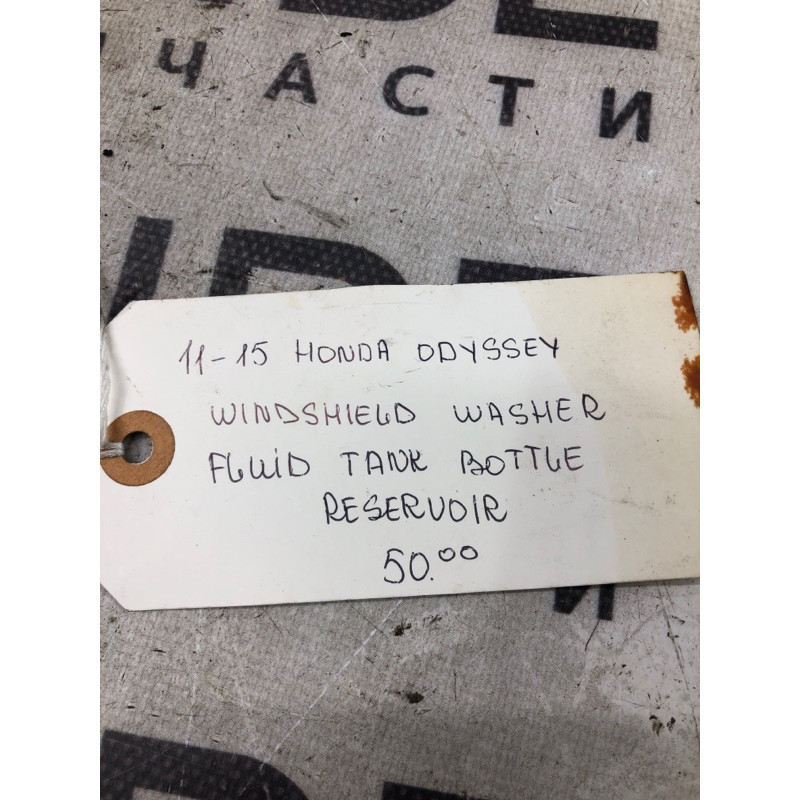 ЧАСТИ
11-15 HONDA ODYSSEY
WINDSHIELD WASHER
FLUID TANK BOTTLE
RESERVOIR
50.00